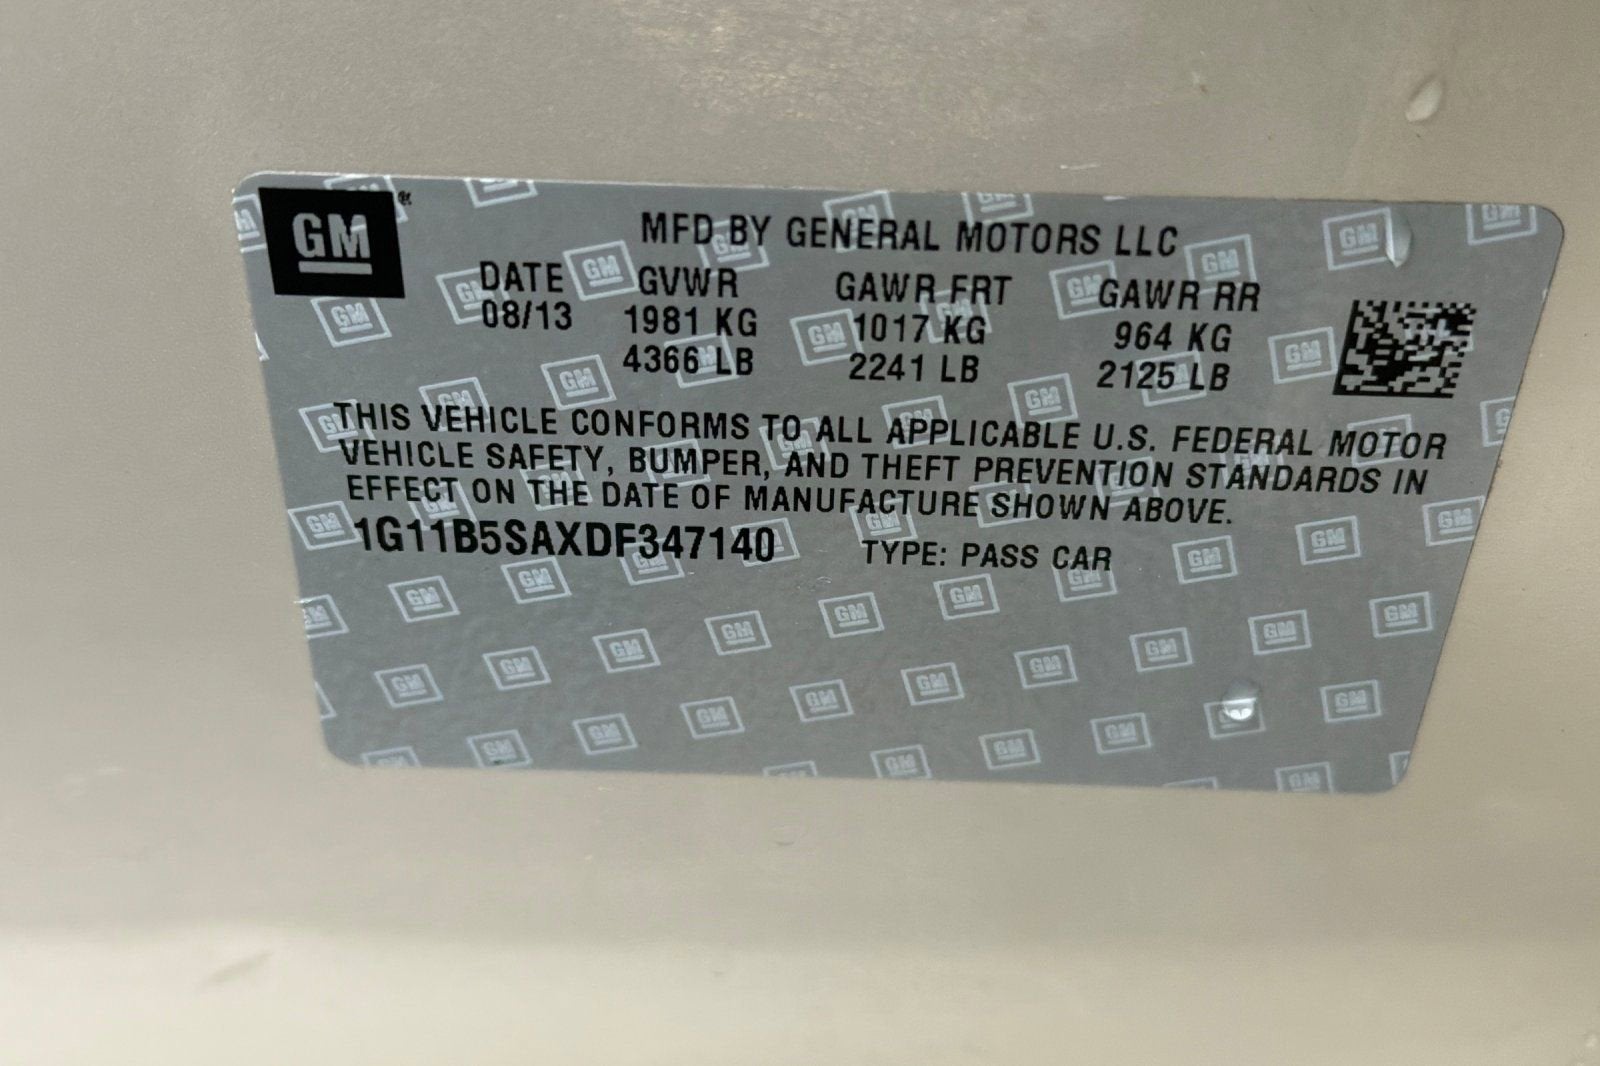 GM®
MFD BY GENERAL MOTORS LLC
DATE GVWR GAWR FRT GAWR RR
08/13 1981 KG 1017 KG 964 KG
4366 LB 2241 LB 2125 LB
THIS VEHICLE CONFORMS TO ALL APPLICABLE U.S. FEDERAL MOTOR
VEHICLE SAFETY, BUMPER, AND THEFT PREVENTION STANDARDS IN
EFFECT ON THE DATE OF MANUFACTURE SHOWN ABOVE.
1G11B5SAXDF347140 TYPE: PASS CAR